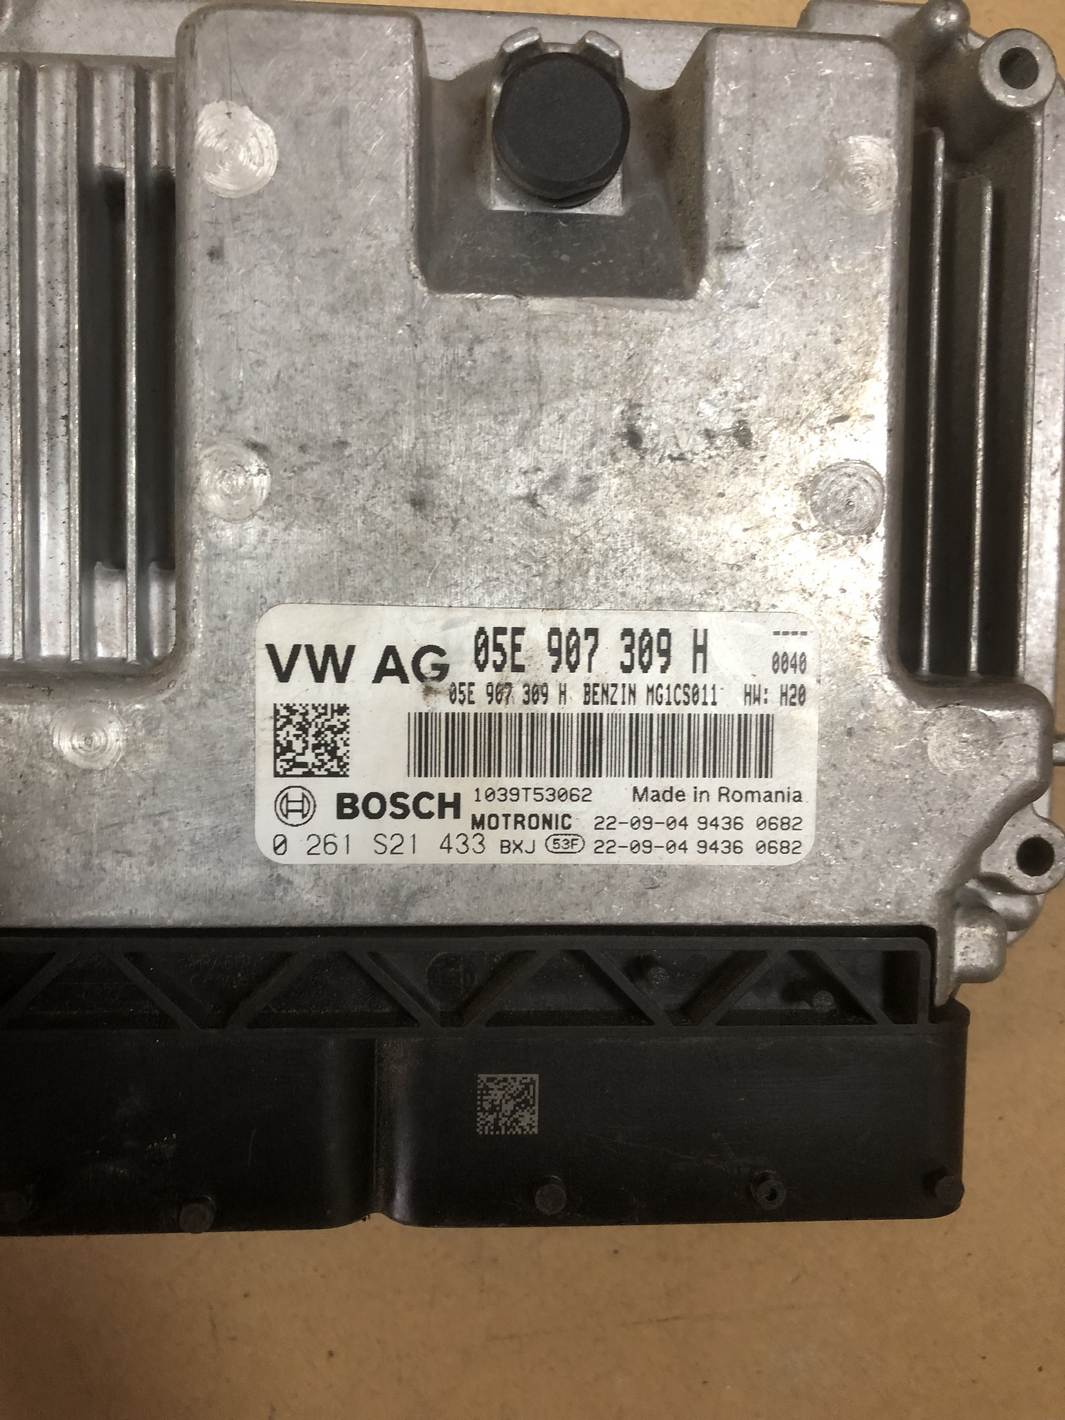 VW AG 05E 907 309 H ----
0040
05E 907 309 H BENZIN MG1CS011 HW: H20
BOSCH 1039T53062 Made in Romania
MOTRONIC 22-09-04 9436 0682
0 261 S21 433 BXJ 53F 22-09-04 9436 0682